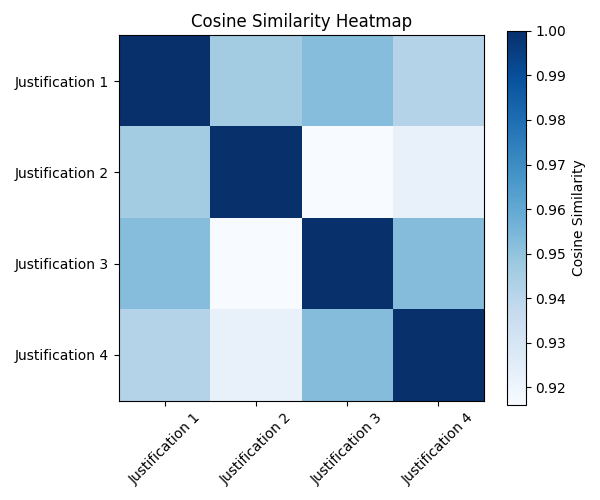 Cosine Similarity Heatmap
Justification 1
Justification 2
Justification 3
Justification 4
Justification 1
Justification 2
Justification 3
Justification 4
1.00
0.99
0.98
0.97
0.96
0.95
0.94
0.93
0.92
Cosine Similarity